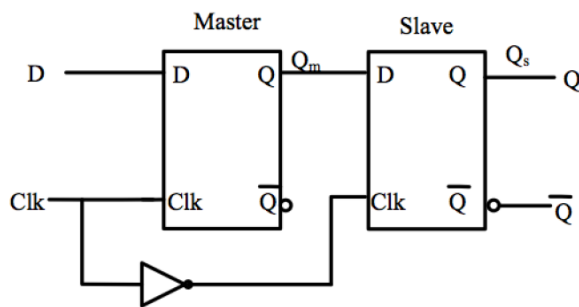 Master Slave
D D Q Qm D Q Qs Q
Clk Clk Q̅ Clk Q̅ Q̅